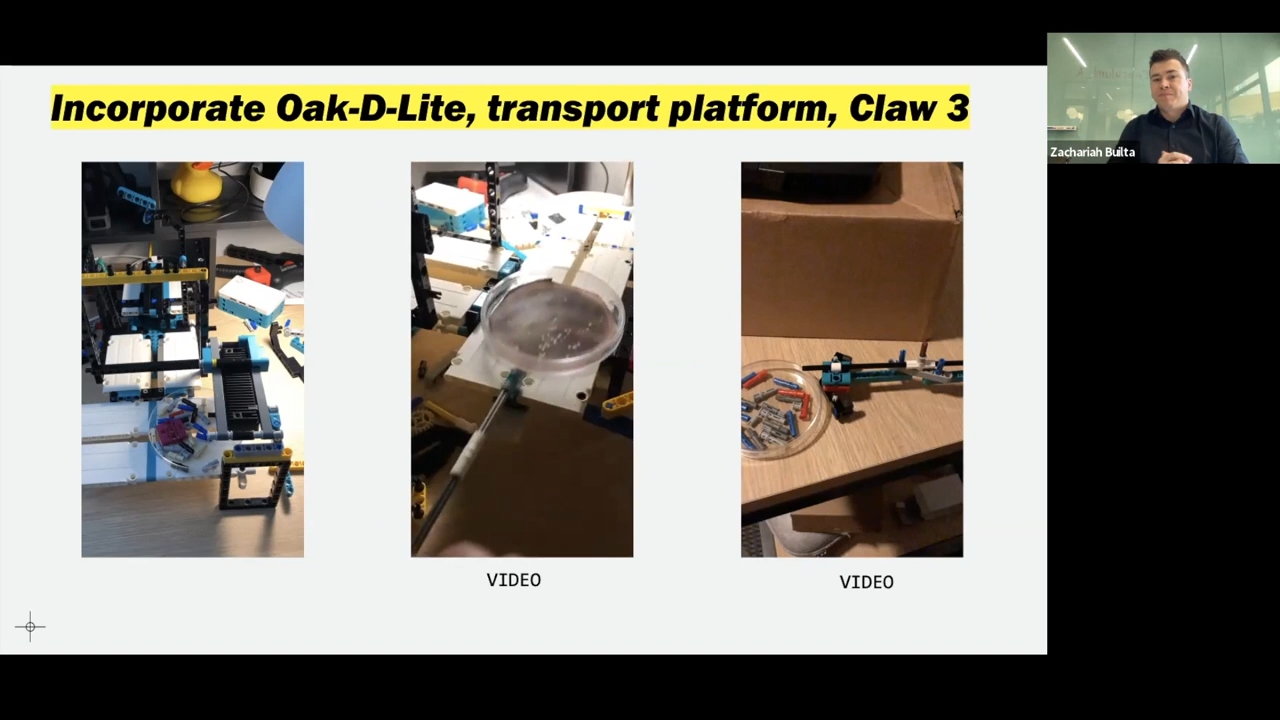 Incorporate Oak-D-Lite, transport platform, Claw 3
Zachariah Builta
VIDEO
VIDEO